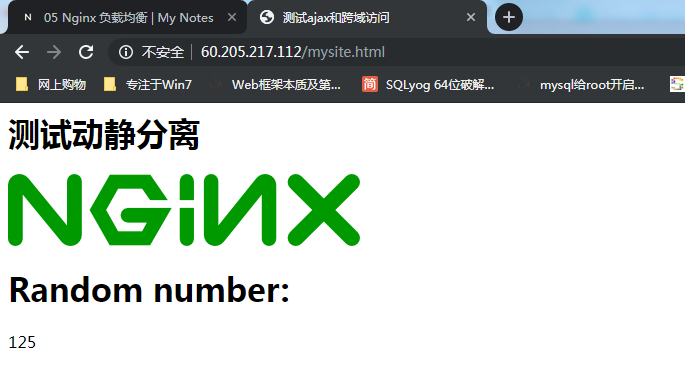 05 Nginx 负载均衡 | My Notes
测试ajax和跨域访问
不安全 | 60.205.217.112/mysite.html
网上购物 专注于Win7 Web框架本质及第... 简 SQLyog 64位破解... mysql给root开启...
测试动静分离
NGiNX
Random number:
125